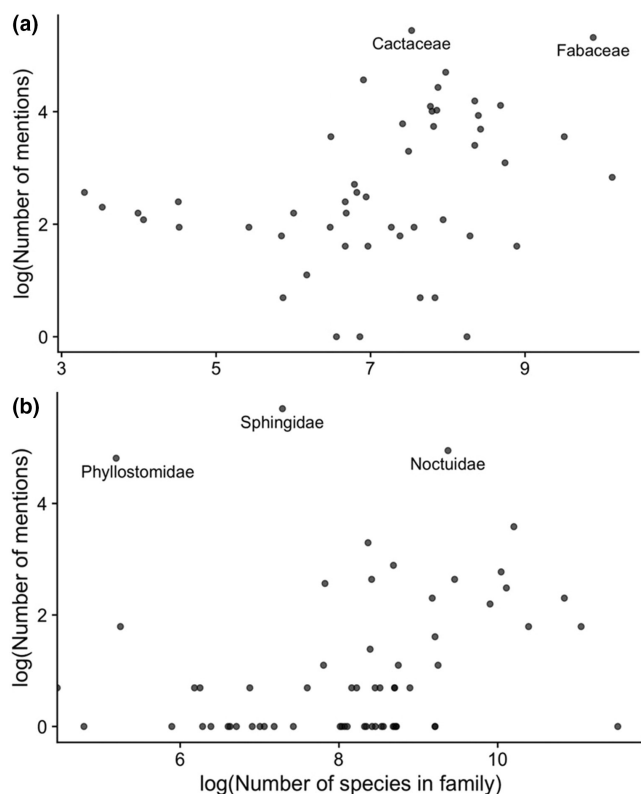 (a)
log(Number of mentions)
Cactaceae
Fabaceae
4
2
0
3 5 7 9
(b)
log(Number of mentions)
Sphingidae
Phyllostomidae
Noctuidae
4
2
0
6 8 10
log(Number of species in family)